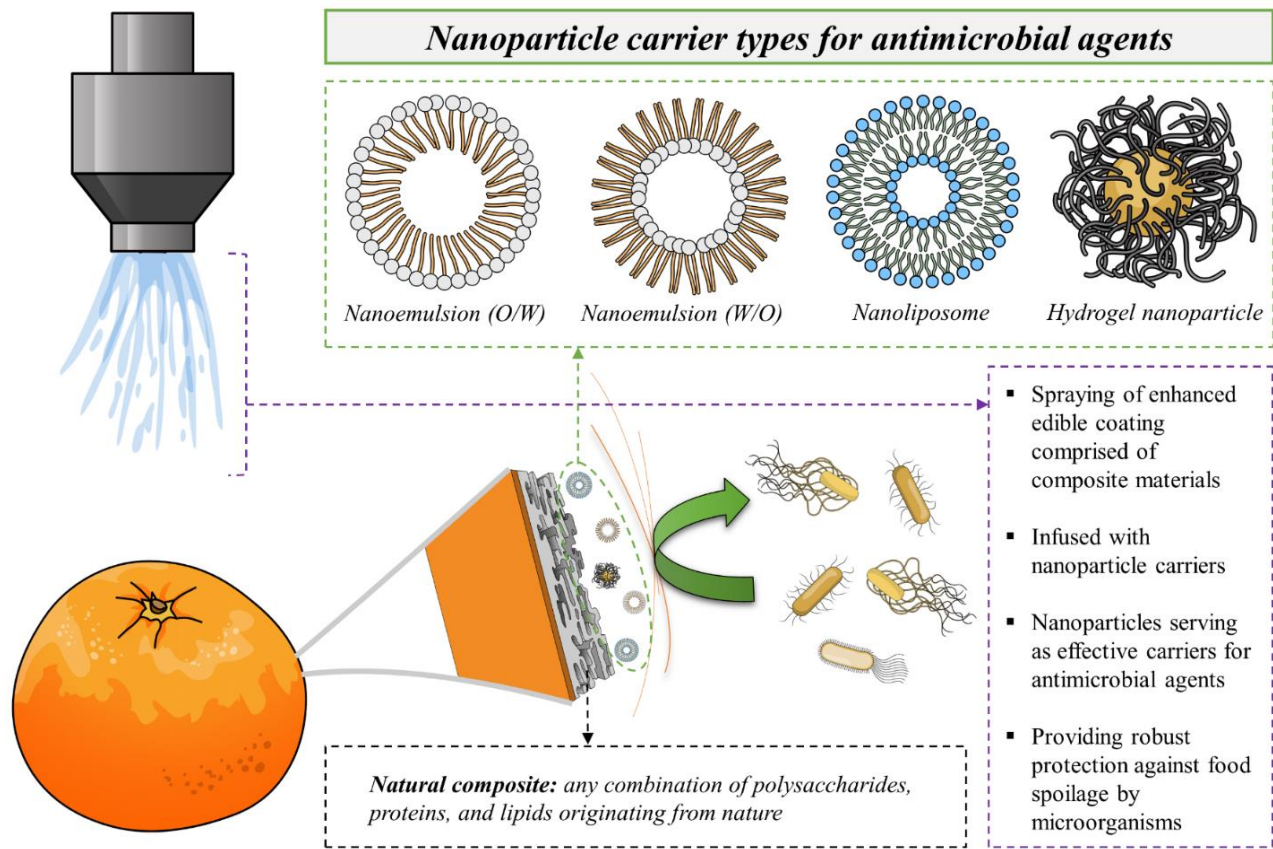 Nanoparticle carrier types for antimicrobial agents
Nanoemulsion (O/W)
Nanoemulsion (W/O)
Nanoliposome
Hydrogel nanoparticle
▪ Spraying of enhanced
edible coating
comprised of
composite materials
▪ Infused with
nanoparticle carriers
▪ Nanoparticles serving
as effective carriers for
antimicrobial agents
▪ Providing robust
protection against food
spoilage by
microorganisms
Natural composite: any combination of polysaccharides,
proteins, and lipids originating from nature